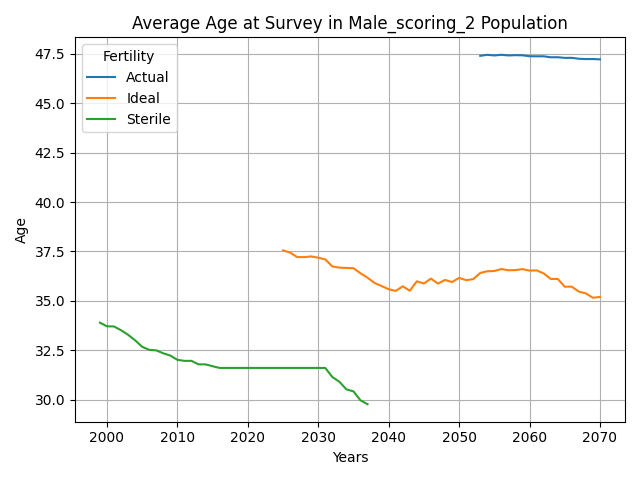 Average Age at Survey in Male_scoring_2 Population
Fertility
Actual
Ideal
Sterile
47.5
45.0
42.5
40.0
37.5
35.0
32.5
30.0
Age
2000 2010 2020 2030 2040 2050 2060 2070
Years